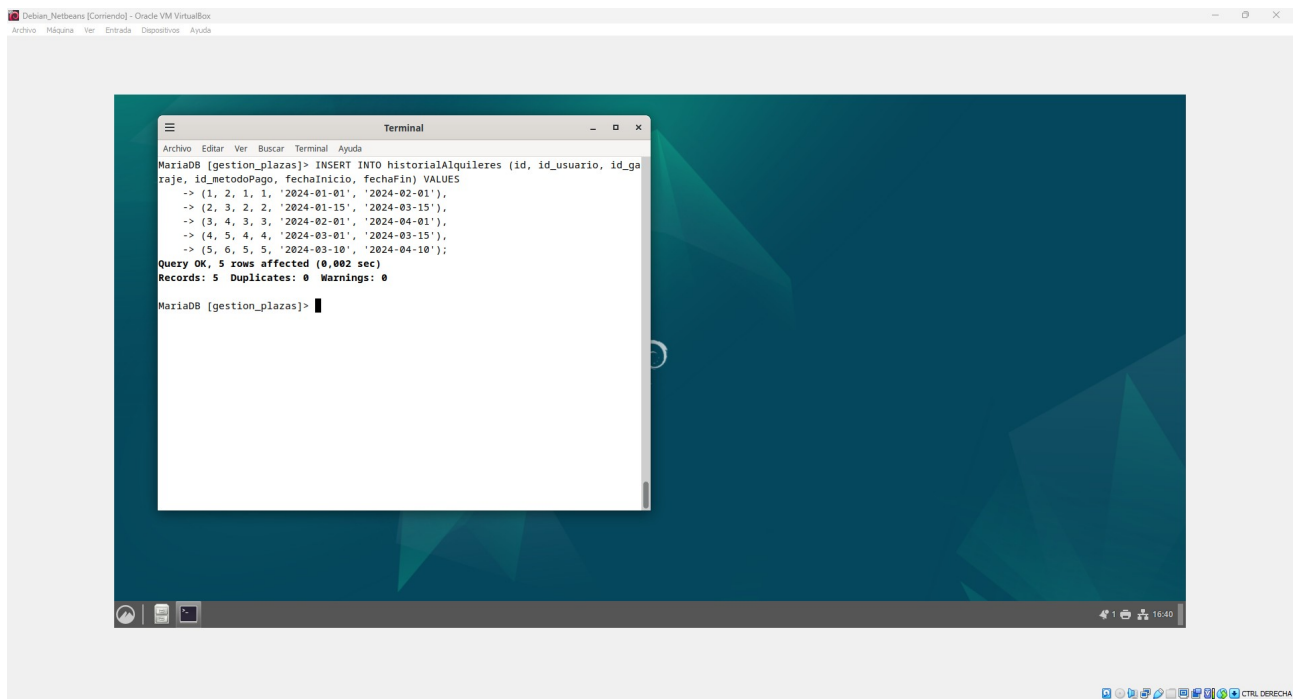 Debian_Netbeans [Corriendo] - Oracle VM VirtualBox
Archivo Máquina Ver Entrada Dispositivos Ayuda
Terminal
Archivo Editar Ver Buscar Terminal Ayuda
MariaDB [gestion_plazas]> INSERT INTO historialAlquileres (id, id_usuario, id_ga
raje, id_metodoPago, fechaInicio, fechaFin) VALUES
-> (1, 2, 1, 1, '2024-01-01', '2024-02-01'),
-> (2, 3, 2, 2, '2024-01-15', '2024-03-15'),
-> (3, 4, 3, 3, '2024-02-01', '2024-04-01'),
-> (4, 5, 4, 4, '2024-03-01', '2024-03-15'),
-> (5, 6, 5, 5, '2024-03-10', '2024-04-10');
Query OK, 5 rows affected (0,002 sec)
Records: 5 Duplicates: 0 Warnings: 0
MariaDB [gestion_plazas]>
1 16:40
CTRL DERECHA